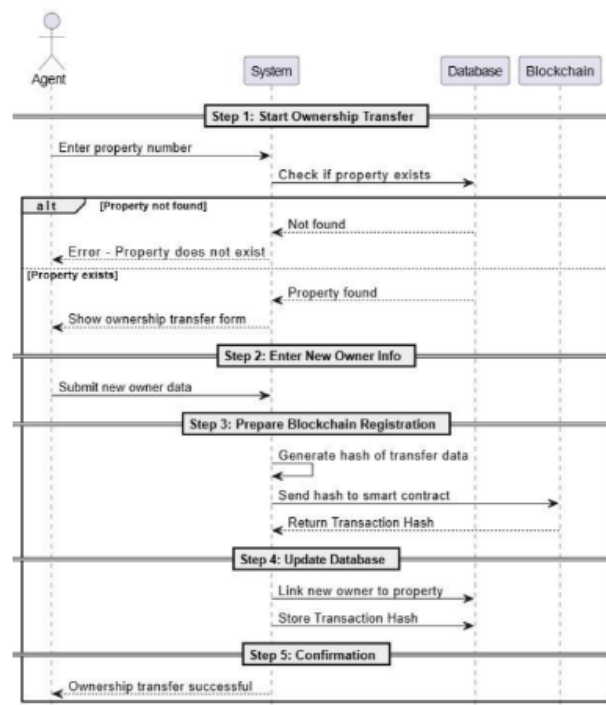 Agent
System
Database
Blockchain
Step 1: Start Ownership Transfer
Enter property number
Check if property exists
alt
[Property not found]
Not found
Error - Property does not exist
[Property exists]
Property found
Show ownership transfer form
Step 2: Enter New Owner Info
Submit new owner data
Step 3: Prepare Blockchain Registration
Generate hash of transfer data
Send hash to smart contract
Return Transaction Hash
Step 4: Update Database
Link new owner to property
Store Transaction Hash
Step 5: Confirmation
Ownership transfer successful